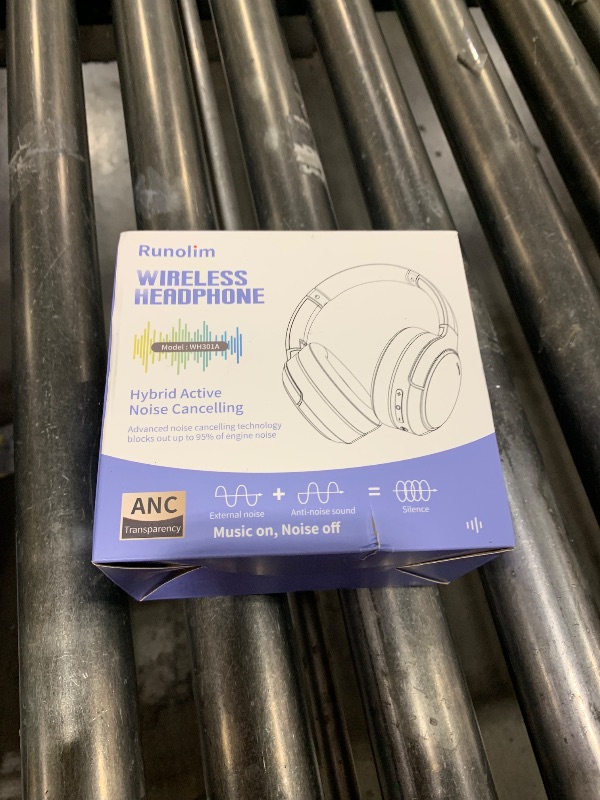 Runolim
WIRELESS
HEADPHONE
Model : WH301A
Hybrid Active
Noise Cancelling
Advanced noise cancelling technology
blocks out up to 95% of engine noise
ANC
Transparency
+ =
External noise Anti-noise sound Silence
Music on, Noise off